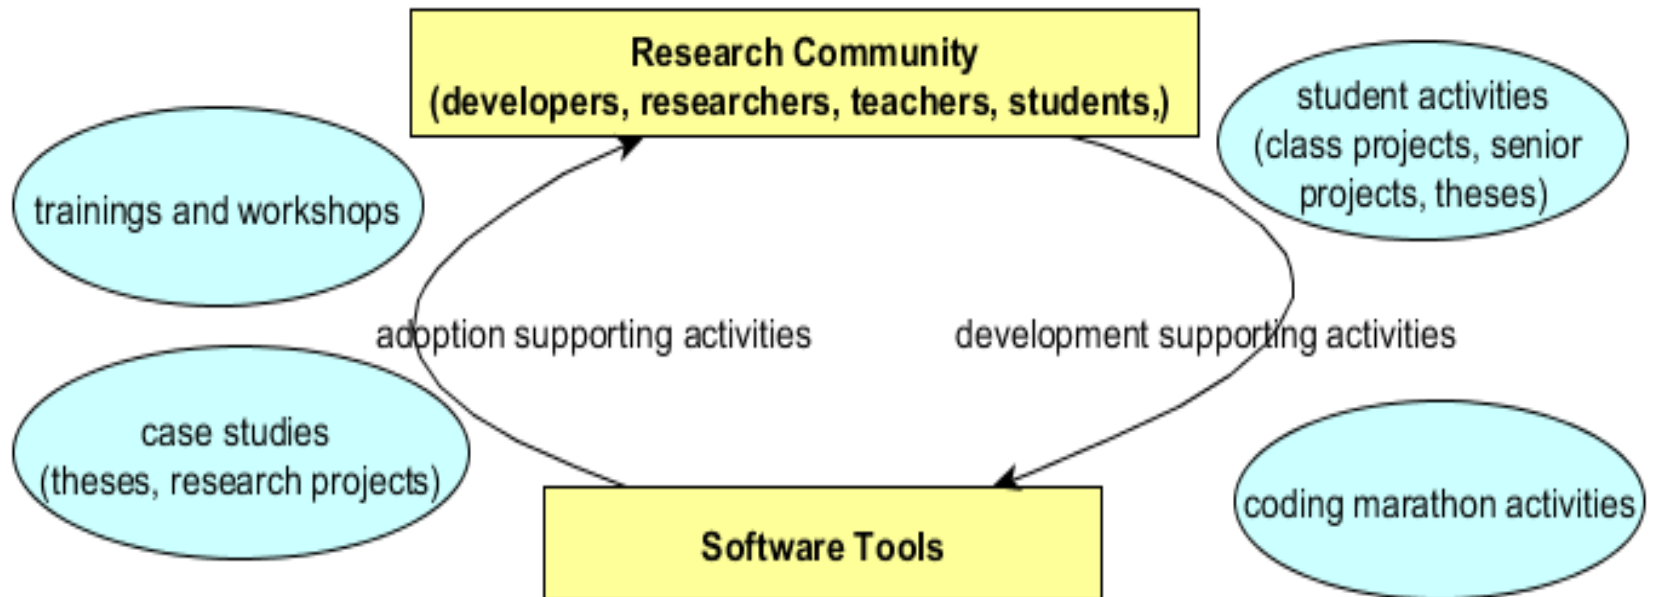 Research Community
(developers, researchers, teachers, students,)
student activities
(class projects, senior
projects, theses)
trainings and workshops
adoption supporting activities
development supporting activities
case studies
(theses, research projects)
coding marathon activities
Software Tools